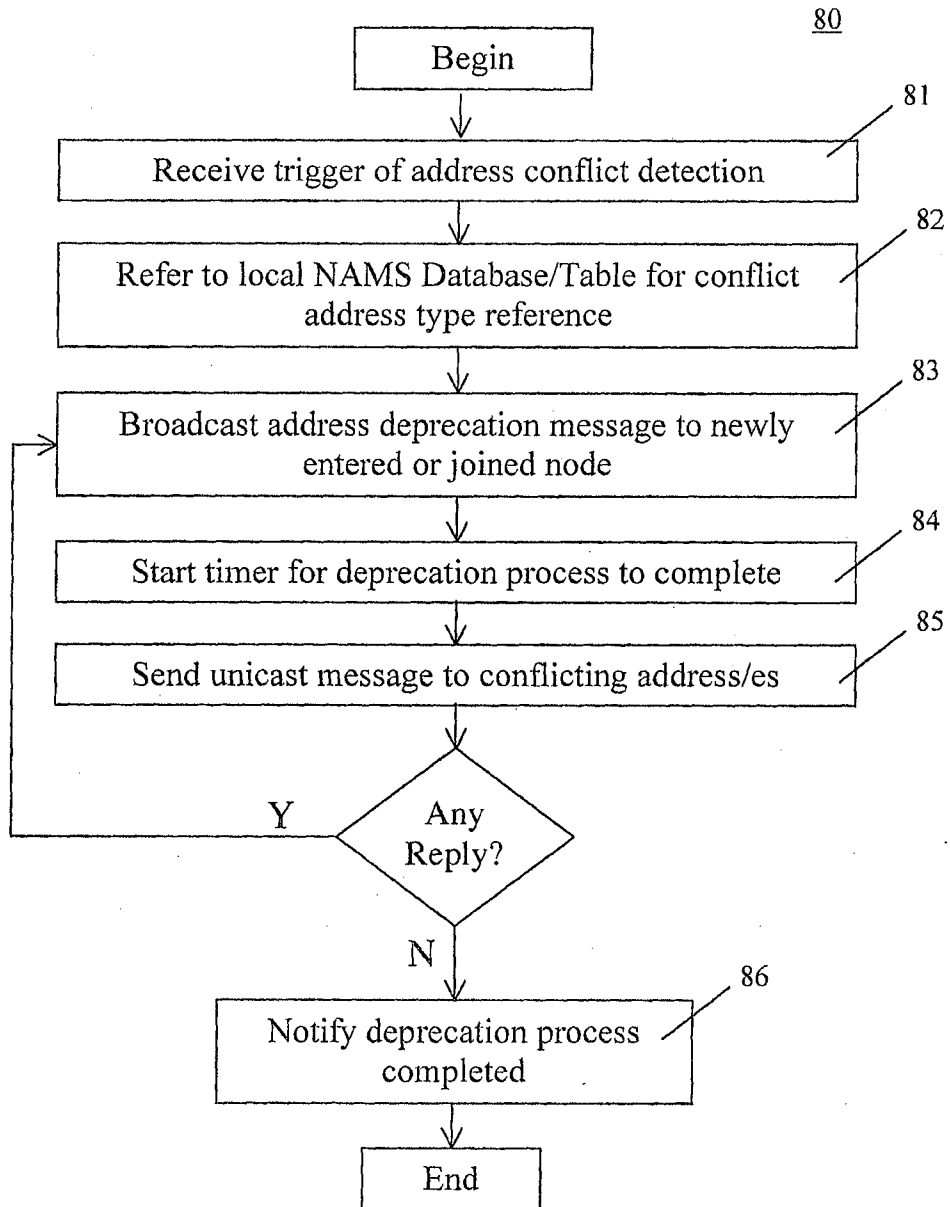 80
Begin
81
Receive trigger of address conflict detection
82
Refer to local NAMS Database/Table for conflict
address type reference
83
Broadcast address deprecation message to newly
entered or joined node
84
Start timer for deprecation process to complete
85
Send unicast message to conflicting address/es
Any
Reply?
Y
N
86
Notify deprecation process
completed
End